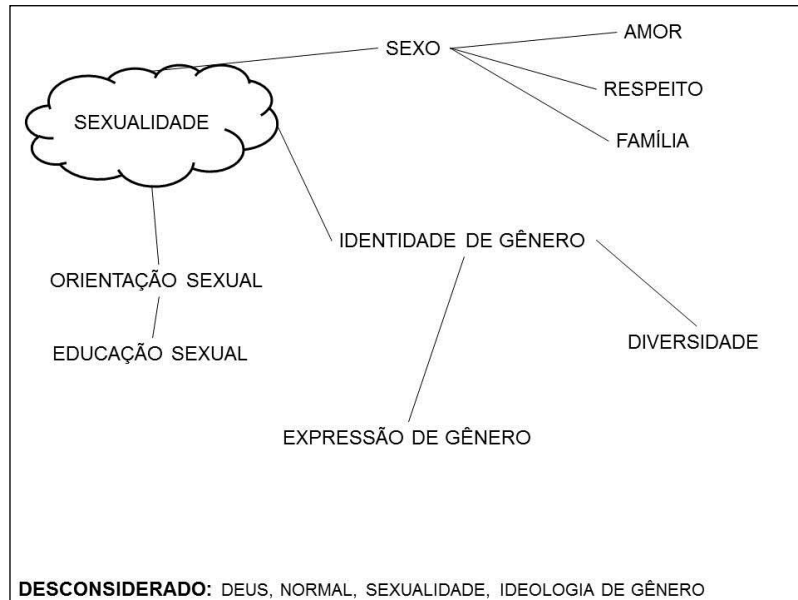 AMOR
SEXO
RESPEITO
SEXUALIDADE
FAMÍLIA
IDENTIDADE DE GÊNERO
ORIENTAÇÃO SEXUAL
DIVERSIDADE
EDUCAÇÃO SEXUAL
EXPRESSÃO DE GÊNERO
DESCONSIDERADO: DEUS, NORMAL, SEXUALIDADE, IDEOLOGIA DE GÊNERO